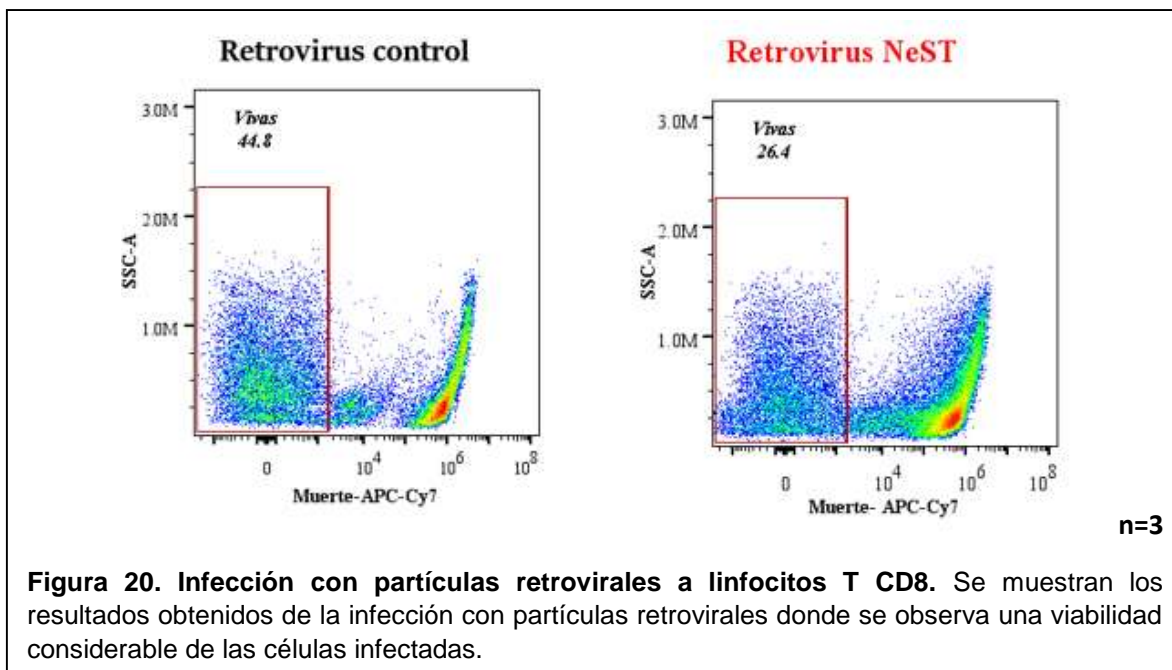 Retrovirus control
Retrovirus NeST
3.0M
Vivas
44.8
2.0M
SSC-A
1.0M
0
10^4
10^6
10^8
Muerte-APC-Cy7
3.0M
Vivas
26.4
2.0M
SSC-A
1.0M
0
10^4
10^6
10^8
Muerte- APC-Cy7
n=3
Figura 20. Infección con partículas retrovirales a linfocitos T CD8. Se muestran los
resultados obtenidos de la infección con partículas retrovirales donde se observa una viabilidad
considerable de las células infectadas.